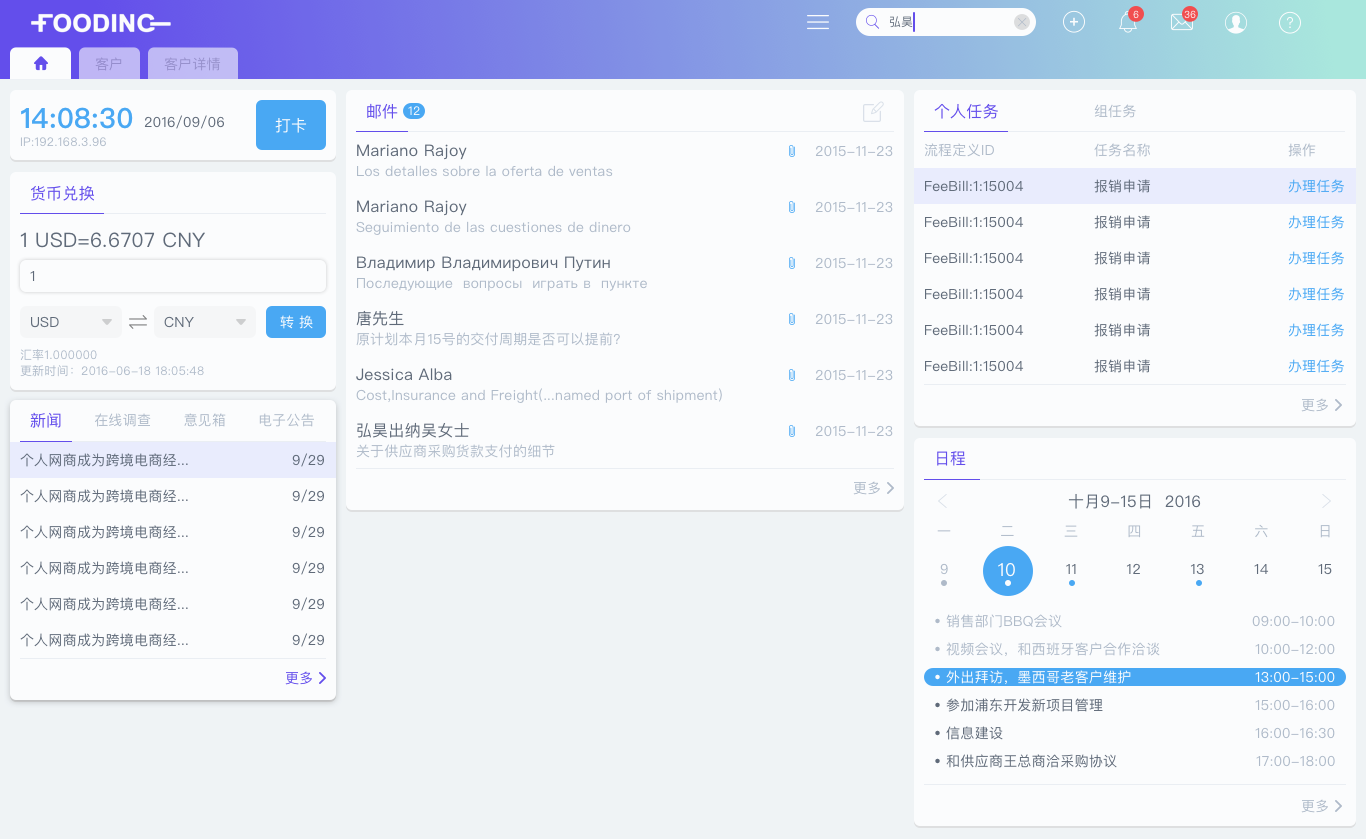 FOODINC
弘昊
6
36
客户
客户详情
14:08:30
2016/09/06
IP:192.168.3.96
打卡
货币兑换
1 USD=6.6707 CNY
1
USD
CNY
转 换
汇率1.000000
更新时间：2016-06-18 18:05:48
新闻
在线调查
意见箱
电子公告
个人网商成为跨境电商经... 9/29
个人网商成为跨境电商经... 9/29
个人网商成为跨境电商经... 9/29
个人网商成为跨境电商经... 9/29
个人网商成为跨境电商经... 9/29
个人网商成为跨境电商经... 9/29
更多
邮件 12
Mariano Rajoy 2015-11-23
Los detalles sobre la oferta de ventas
Mariano Rajoy 2015-11-23
Seguimiento de las cuestiones de dinero
Владимир Владимирович Путин 2015-11-23
Последующие вопросы играть в пункте
唐先生 2015-11-23
原计划本月15号的交付周期是否可以提前?
Jessica Alba 2015-11-23
Cost,Insurance and Freight(...named port of shipment)
弘昊出纳吴女士 2015-11-23
关于供应商采购货款支付的细节
更多
个人任务
组任务
流程定义ID 任务名称 操作
FeeBill:1:15004 报销申请 办理任务
FeeBill:1:15004 报销申请 办理任务
FeeBill:1:15004 报销申请 办理任务
FeeBill:1:15004 报销申请 办理任务
FeeBill:1:15004 报销申请 办理任务
FeeBill:1:15004 报销申请 办理任务
更多
日程
十月9-15日 2016
一 二 三 四 五 六 日
9 10 11 12 13 14 15
• 销售部门BBQ会议 09:00-10:00
• 视频会议，和西班牙客户合作洽谈 10:00-12:00
• 外出拜访，墨西哥老客户维护 13:00-15:00
• 参加浦东开发新项目管理 15:00-16:00
• 信息建设 16:00-16:30
• 和供应商王总商洽采购协议 17:00-18:00
更多